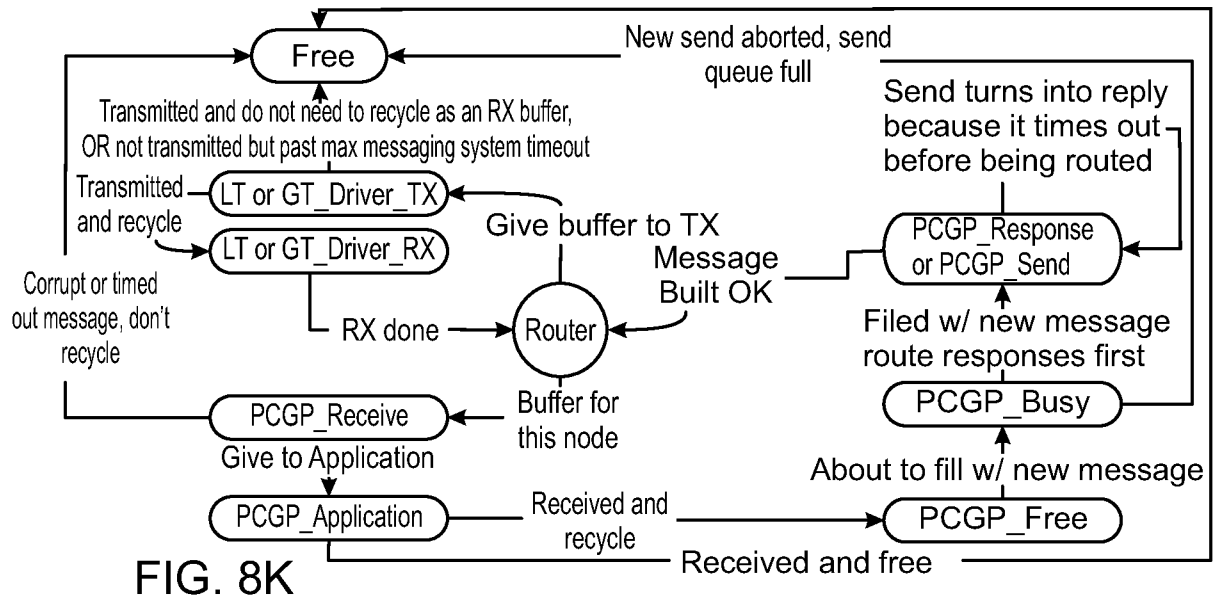 Free
New send aborted, send
queue full
Transmitted and do not need to recycle as an RX buffer,
OR not transmitted but past max messaging system timeout
Send turns into reply
because it times out
before being routed
Transmitted
and recycle
LT or GT_Driver_TX
LT or GT_Driver_RX
Give buffer to TX
Message
Built OK
PCGP_Response
or PCGP_Send
Corrupt or timed
out message, don't
recycle
RX done
Router
Filed w/ new message
route responses first
PCGP_Receive
Buffer for
this node
PCGP_Busy
Give to Application
About to fill w/ new message
PCGP_Application
Received and
recycle
PCGP_Free
Received and free
FIG. 8K